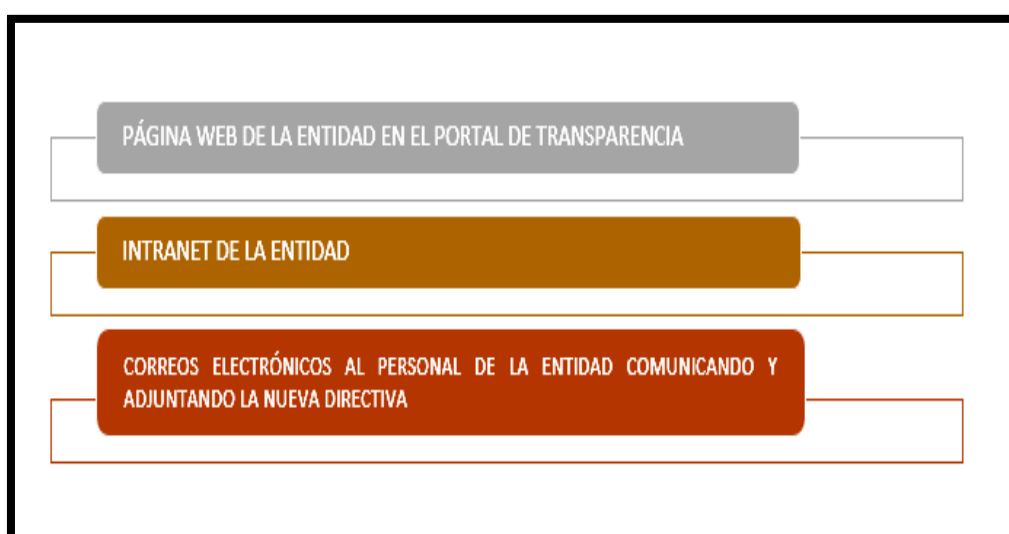 PÁGINA WEB DE LA ENTIDAD EN EL PORTAL DE TRANSPARENCIA
INTRANET DE LA ENTIDAD
CORREOS ELECTRÓNICOS AL PERSONAL DE LA ENTIDAD COMUNICANDO Y
ADJUNTANDO LA NUEVA DIRECTIVA